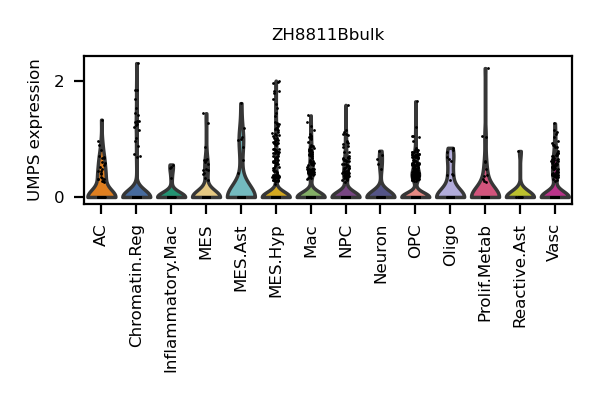 ZH8811Bbulk
UMPS expression
2
0
AC
Chromatin.Reg
Inflammatory.Mac
MES
MES.Ast
MES.Hyp
Mac
NPC
Neuron
OPC
Oligo
Prolif.Metab
Reactive.Ast
Vasc